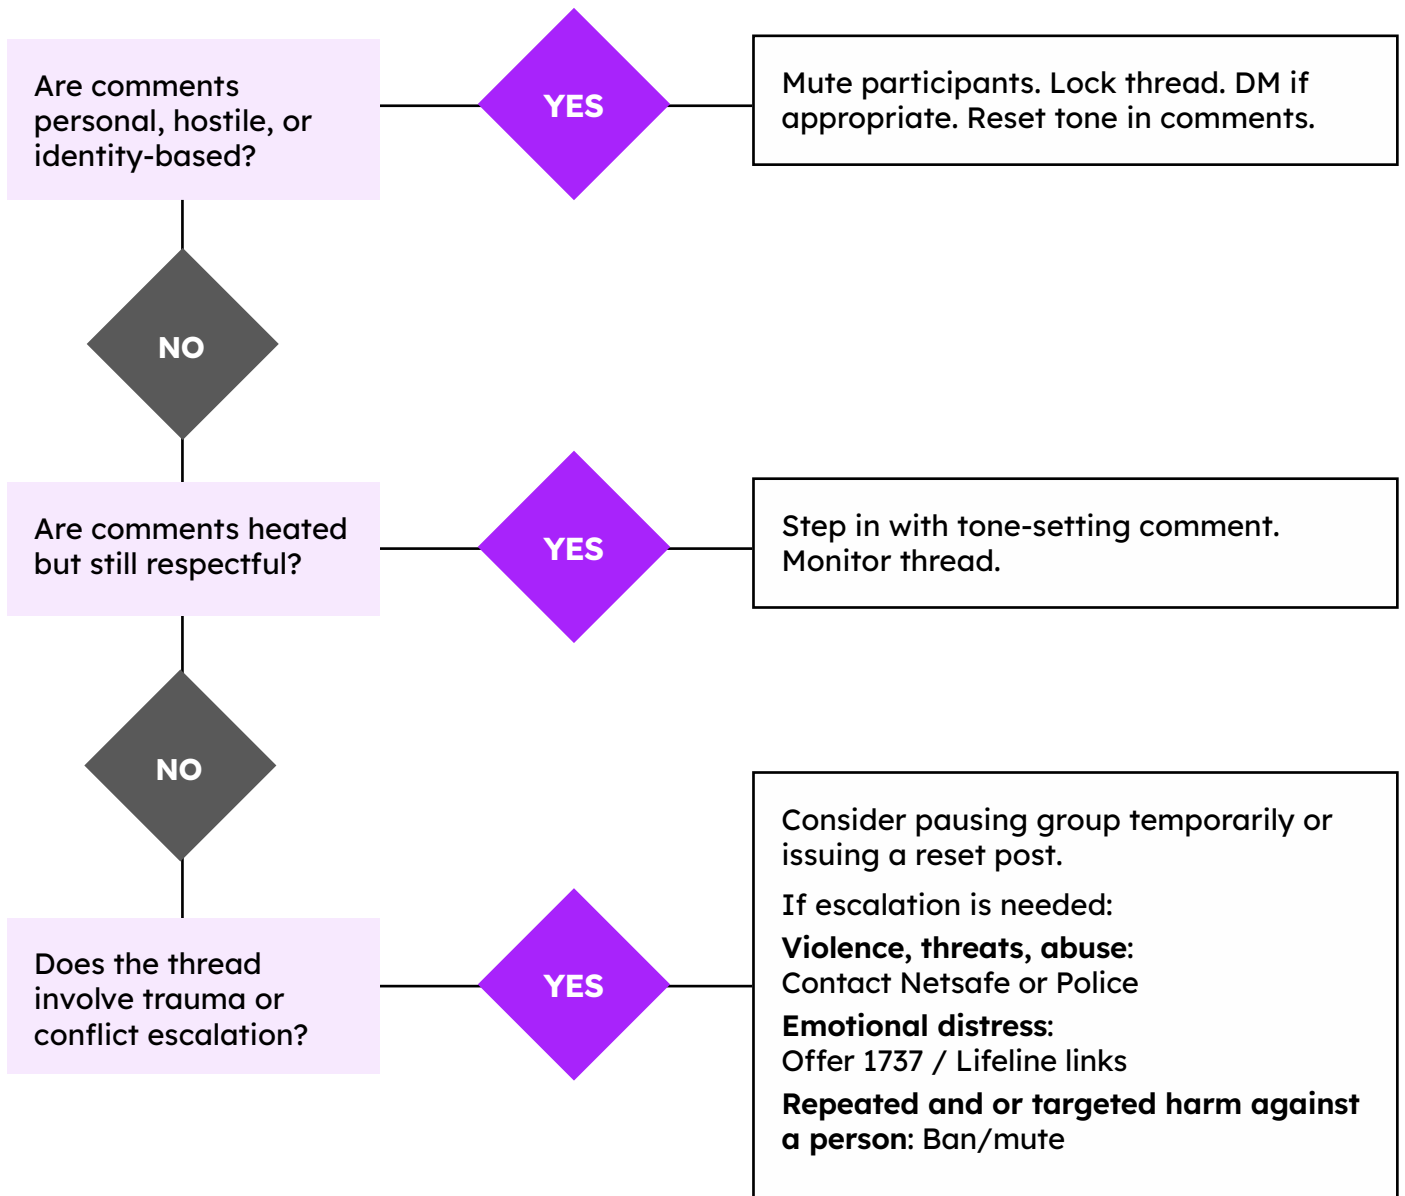 Are comments
personal, hostile, or
identity-based?
YES
Mute participants. Lock thread. DM if
appropriate. Reset tone in comments.
NO
Are comments heated
but still respectful?
YES
Step in with tone-setting comment.
Monitor thread.
NO
Does the thread
involve trauma or
conflict escalation?
YES
Consider pausing group temporarily or
issuing a reset post.
If escalation is needed:
Violence, threats, abuse:
Contact Netsafe or Police
Emotional distress:
Offer 1737 / Lifeline links
Repeated and or targeted harm against
a person: Ban/mute